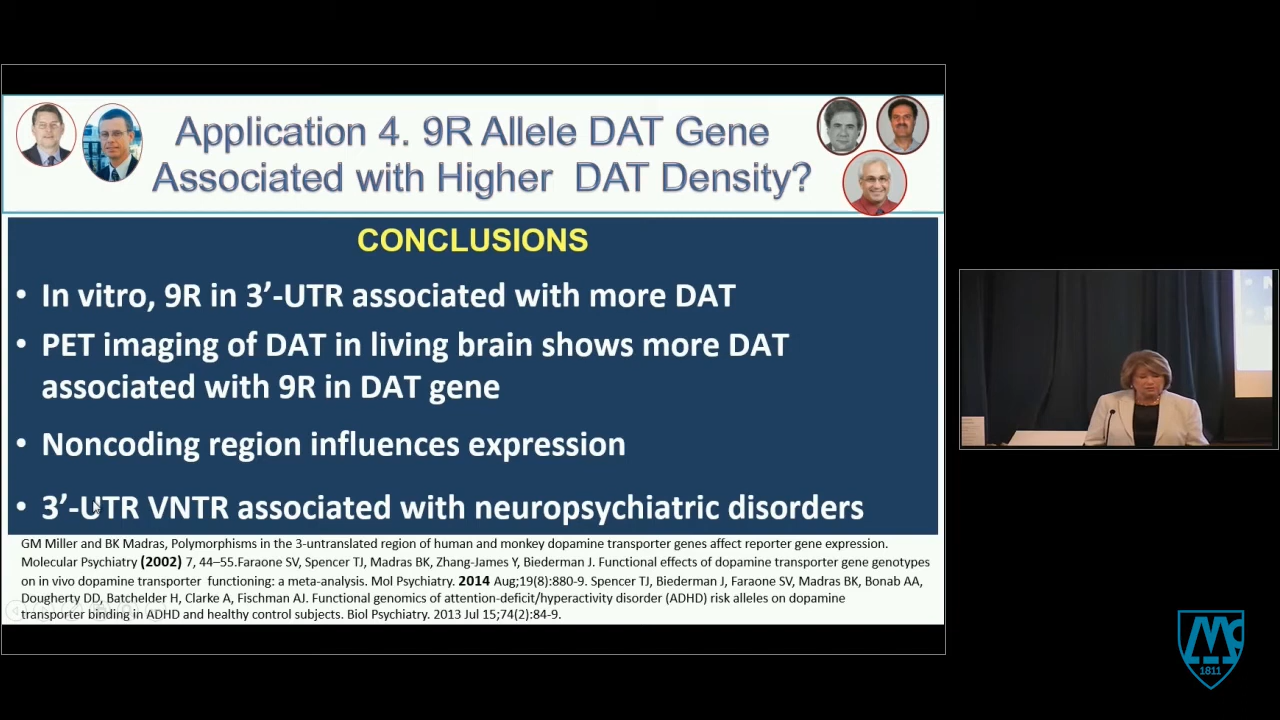 Application 4. 9R Allele DAT Gene
Associated with Higher DAT Density?
CONCLUSIONS
• In vitro, 9R in 3’-UTR associated with more DAT
• PET imaging of DAT in living brain shows more DAT
associated with 9R in DAT gene
• Noncoding region influences expression
• 3’-UTR VNTR associated with neuropsychiatric disorders
GM Miller and BK Madras, Polymorphisms in the 3-untranslated region of human and monkey dopamine transporter genes affect reporter gene expression.
Molecular Psychiatry (2002) 7, 44–55.Faraone SV, Spencer TJ, Madras BK, Zhang-James Y, Biederman J. Functional effects of dopamine transporter gene genotypes
on in vivo dopamine transporter functioning: a meta-analysis. Mol Psychiatry. 2014 Aug;19(8):880-9. Spencer TJ, Biederman J, Faraone SV, Madras BK, Bonab AA,
Dougherty DD, Batchelder H, Clarke A, Fischman AJ. Functional genomics of attention-deficit/hyperactivity disorder (ADHD) risk alleles on dopamine
transporter binding in ADHD and healthy control subjects. Biol Psychiatry. 2013 Jul 15;74(2):84-9.
Mc
1811